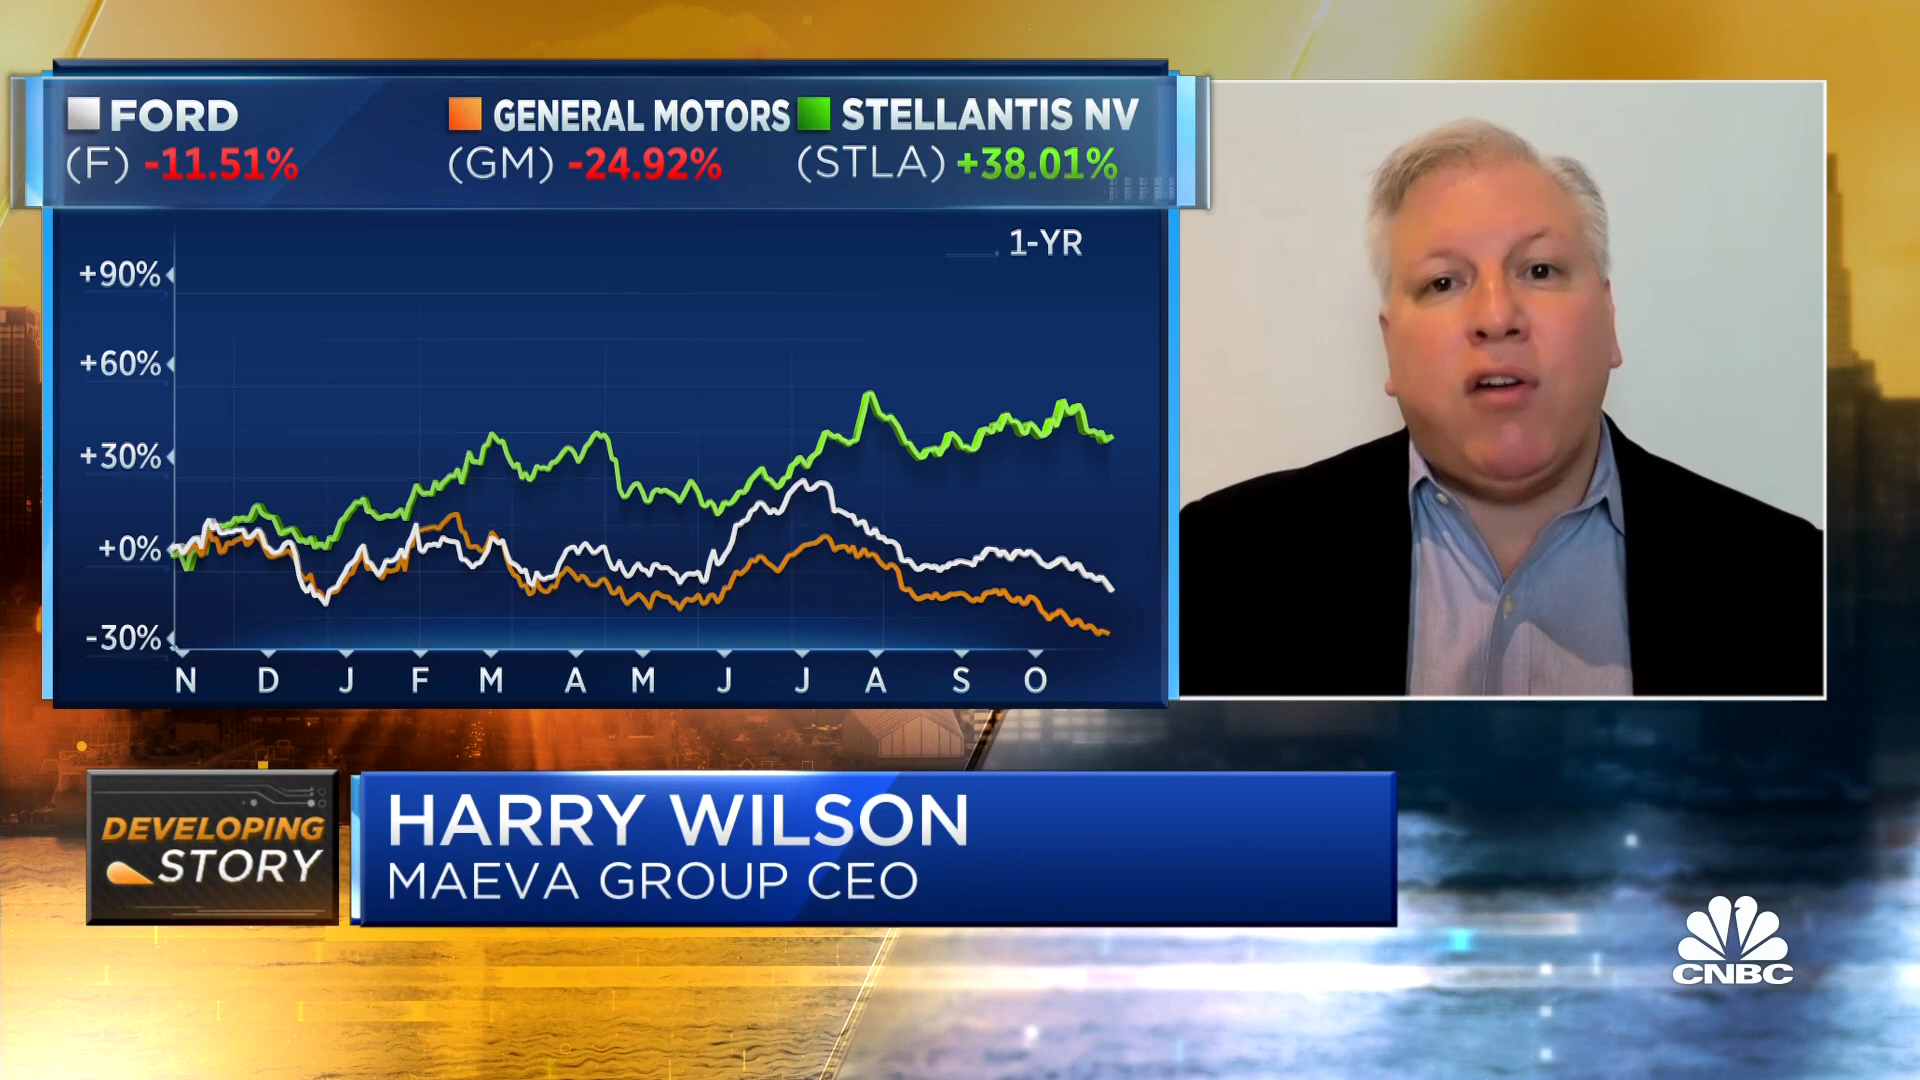 FORD
(F) -11.51%
GENERAL MOTORS
(GM) -24.92%
STELLANTIS NV
(STLA) +38.01%
1-YR
+90%
+60%
+30%
+0%
-30%
N D J F M A M J J A S O
DEVELOPING
STORY
HARRY WILSON
MAEVA GROUP CEO
CNBC